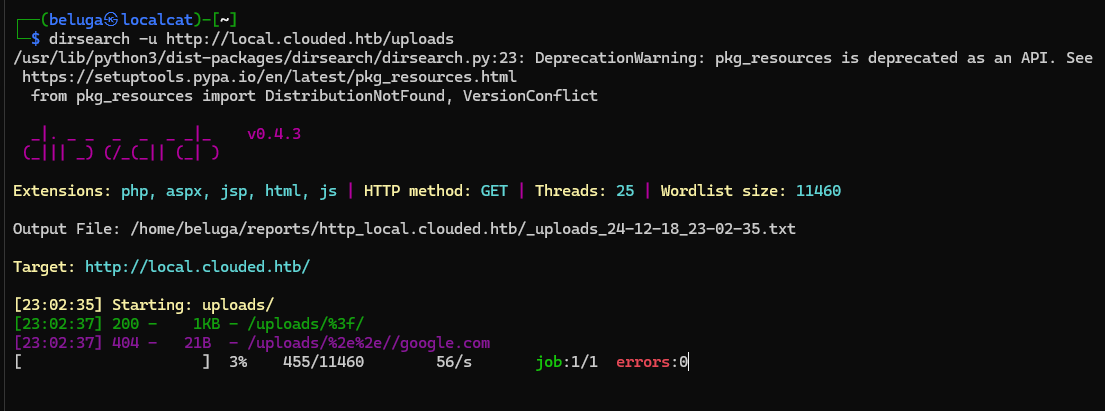 ┌──(beluga㉿localcat)-[~]
└─$ dirsearch -u http://local.clouded.htb/uploads
/usr/lib/python3/dist-packages/dirsearch/dirsearch.py:23: DeprecationWarning: pkg_resources is deprecated as an API. See
 https://setuptools.pypa.io/en/latest/pkg_resources.html
  from pkg_resources import DistributionNotFound, VersionConflict

  _|. _ _  _  _  _ _|_    v0.4.3
 (_||| _) (/_(_|| (_| )

Extensions: php, aspx, jsp, html, js | HTTP method: GET | Threads: 25 | Wordlist size: 11460

Output File: /home/beluga/reports/http_local.clouded.htb/_uploads_24-12-18_23-02-35.txt

Target: http://local.clouded.htb/

[23:02:35] Starting: uploads/
[23:02:37] 200 -    1KB - /uploads/%3f/
[23:02:37] 404 -   21B  - /uploads/%2e%2e//google.com
[                    ]  3%    455/11460        56/s       job:1/1  errors:0